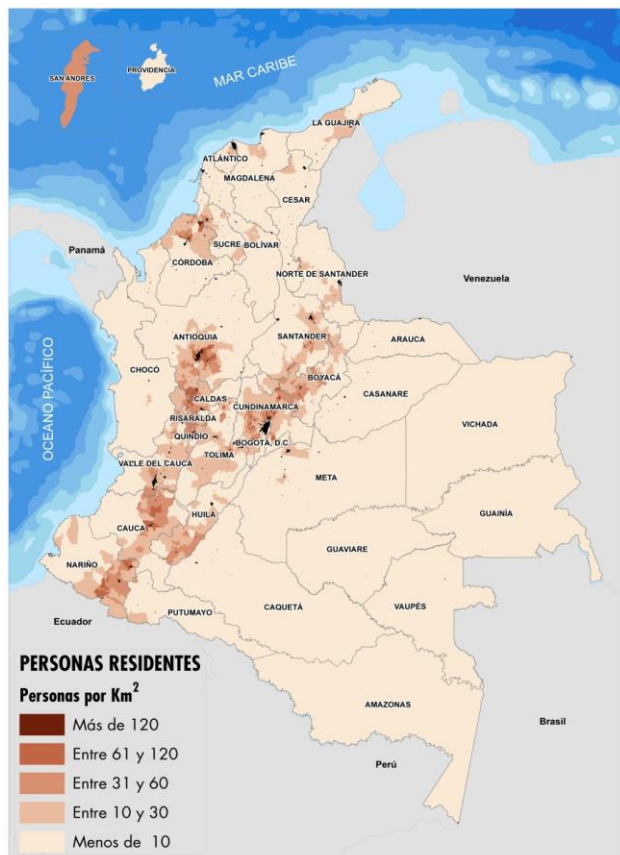 SAN ANDRES
PROVIDENCIA
MAR CARIBE
LA GUAJIRA
ATLÁNTICO
MAGDALENA
CESAR
Panamá
SUCRE
BOLÍVAR
CÓRDOBA
NORTE DE SANTANDER
Venezuela
ANTIOQUIA
SANTANDER
ARAUCA
OCEANO PACÍFICO
CHOCÓ
BOYACÁ
CALDAS
CASANARE
CUNDINAMARCA
RISARALDA
VICHADA
QUINDIO
BOGOTÁ, D.C.
TOLIMA
VALLE DEL CAUCA
META
HUILA
GUAINÍA
CAUCA
GUAVIARE
NARIÑO
VAUPÉS
PUTUMAYO
CAQUETÁ
Ecuador
AMAZONAS
Brasil
Perú
PERSONAS RESIDENTES
Personas por Km²
Más de 120
Entre 61 y 120
Entre 31 y 60
Entre 10 y 30
Menos de 10